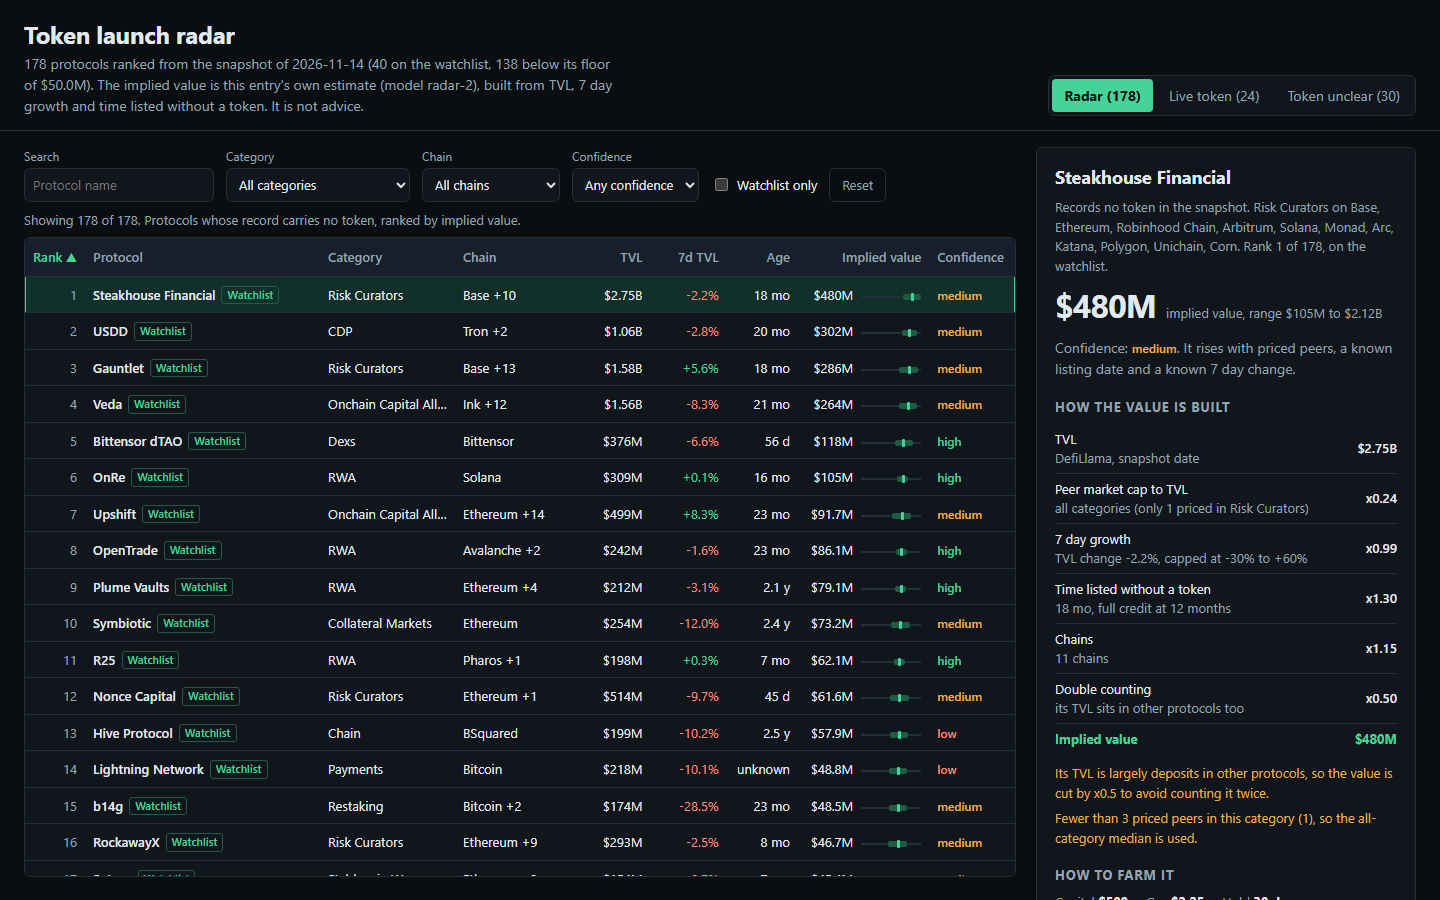 Token launch radar
178 protocols ranked from the snapshot of 2026-11-14 (40 on the watchlist, 138 below its floor
of $50.0M). The implied value is this entry's own estimate (model radar-2), built from TVL, 7 day
growth and time listed without a token. It is not advice.
Radar (178) Live token (24) Token unclear (30)
Search Category Chain Confidence
Protocol name All categories All chains Any confidence Watchlist only Reset
Showing 178 of 178. Protocols whose record carries no token, ranked by implied value.
Rank ▲ Protocol Category Chain TVL 7d TVL Age Implied value Confidence
1 Steakhouse Financial Watchlist Risk Curators Base +10 $2.75B -2.2% 18 mo $480M medium
2 USDD Watchlist CDP Tron +2 $1.06B -2.8% 20 mo $302M medium
3 Gauntlet Watchlist Risk Curators Base +13 $1.58B +5.6% 18 mo $286M medium
4 Veda Watchlist Onchain Capital All... Ink +12 $1.56B -8.3% 21 mo $264M medium
5 Bittensor dTAO Watchlist Dexs Bittensor $376M -6.6% 56 d $118M high
6 OnRe Watchlist RWA Solana $309M +0.1% 16 mo $105M high
7 Upshift Watchlist Onchain Capital All... Ethereum +14 $499M +8.3% 23 mo $91.7M medium
8 OpenTrade Watchlist RWA Avalanche +2 $242M -1.6% 23 mo $86.1M high
9 Plume Vaults Watchlist RWA Ethereum +4 $212M -3.1% 2.1 y $79.1M high
10 Symbiotic Watchlist Collateral Markets Ethereum $254M -12.0% 2.4 y $73.2M medium
11 R25 Watchlist RWA Pharos +1 $198M +0.3% 7 mo $62.1M high
12 Nonce Capital Watchlist Risk Curators Ethereum +1 $514M -9.7% 45 d $61.6M medium
13 Hive Protocol Watchlist Chain BSquared $199M -10.2% 2.5 y $57.9M low
14 Lightning Network Watchlist Payments Bitcoin $218M -10.1% unknown $48.8M low
15 b14g Watchlist Restaking Bitcoin +2 $174M -28.5% 23 mo $48.5M medium
16 RockawayX Watchlist Risk Curators Ethereum +9 $293M -2.5% 8 mo $46.7M medium
Steakhouse Financial
Records no token in the snapshot. Risk Curators on Base,
Ethereum, Robinhood Chain, Arbitrum, Solana, Monad, Arc,
Katana, Polygon, Unichain, Corn. Rank 1 of 178, on the
watchlist.
$480M implied value, range $105M to $2.12B
Confidence: medium. It rises with priced peers, a known
listing date and a known 7 day change.
HOW THE VALUE IS BUILT
TVL
DefiLlama, snapshot date $2.75B
Peer market cap to TVL
all categories (only 1 priced in Risk Curators) x0.24
7 day growth
TVL change -2.2%, capped at -30% to +60% x0.99
Time listed without a token
18 mo, full credit at 12 months x1.30
Chains
11 chains x1.15
Double counting
its TVL sits in other protocols too x0.50
Implied value $480M
Its TVL is largely deposits in other protocols, so the value is
cut by x0.5 to avoid counting it twice.
Fewer than 3 priced peers in this category (1), so the all-
category median is used.
HOW TO FARM IT